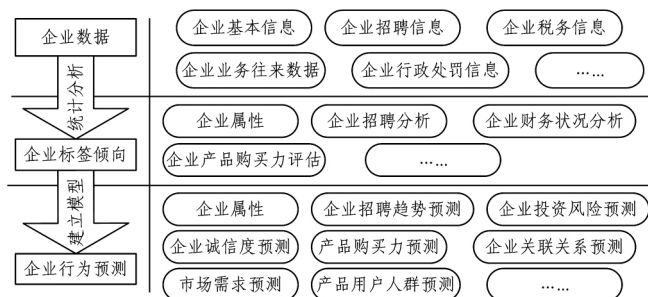 企业数据
企业基本信息 企业招聘信息 企业税务信息
企业业务往来数据 企业行政处罚信息 ……
统计分析
企业属性 企业招聘分析 企业财务状况分析
企业标签倾向
企业产品购买力评估 ……
建立模型
企业属性 企业招聘趋势预测 企业投资风险预测
企业诚信度预测 产品购买力预测 企业关联关系预测
企业行为预测
市场需求预测 产品用户人群预测 ……